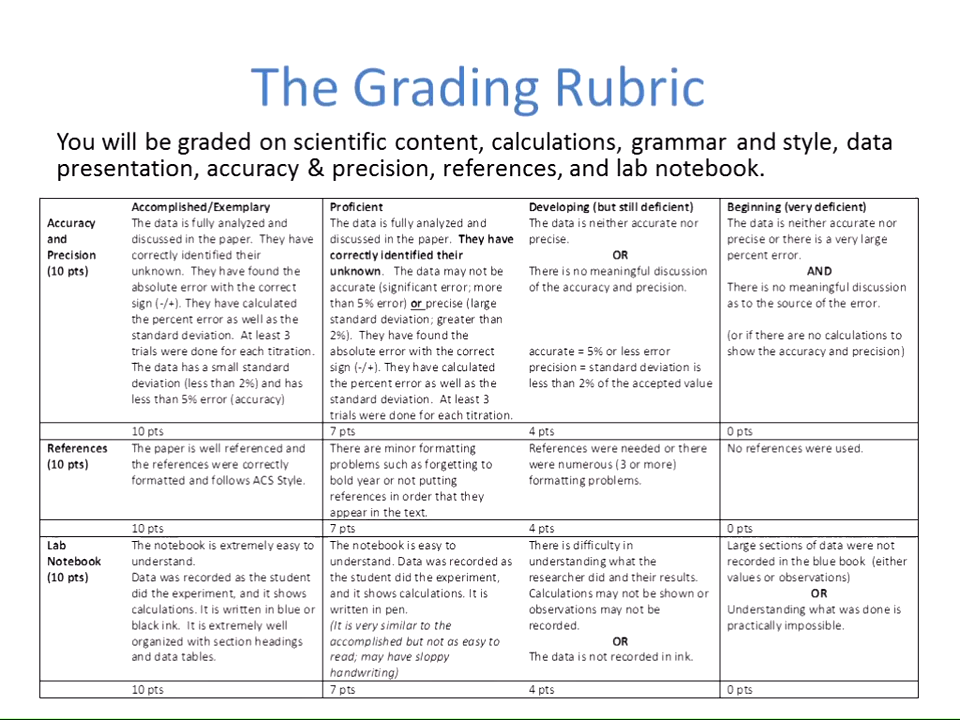 The Grading Rubric
You will be graded on scientific content, calculations, grammar and style, data
presentation, accuracy & precision, references, and lab notebook.
Accomplished/Exemplary
Proficient
Developing (but still deficient)
Beginning (very deficient)
Accuracy
and
Precision
(10 pts)
The data is fully analyzed and
discussed in the paper. They have
correctly identified their
unknown. They have found the
absolute error with the correct
sign (-/+). They have calculated
the percent error as well as the
standard deviation. At least 3
trials were done for each titration.
The data has a small standard
deviation (less than 2%) and has
less than 5% error (accuracy)
The data is fully analyzed and
discussed in the paper. They have
correctly identified their
unknown. The data may not be
accurate (significant error; more
than 5% error) or precise (large
standard deviation; greater than
2%). They have found the
absolute error with the correct
sign (-/+). They have calculated
the percent error as well as the
standard deviation. At least 3
trials were done for each titration.
The data is neither accurate nor
precise.
OR
There is no meaningful discussion
of the accuracy and precision.
accurate = 5% or less error
precision = standard deviation is
less than 2% of the accepted value
The data is neither accurate nor
precise or there is a very large
percent error.
AND
There is no meaningful discussion
as to the source of the error.
(or if there are no calculations to
show the accuracy and precision)
10 pts
7 pts
4 pts
0 pts
References
(10 pts)
The paper is well referenced and
the references were correctly
formatted and follows ACS Style.
There are minor formatting
problems such as forgetting to
bold year or not putting
references in order that they
appear in the text.
References were needed or there
were numerous (3 or more)
formatting problems.
No references were used.
10 pts
7 pts
4 pts
0 pts
Lab
Notebook
(10 pts)
The notebook is extremely easy to
understand.
Data was recorded as the student
did the experiment, and it shows
calculations. It is written in blue or
black ink. It is extremely well
organized with section headings
and data tables.
The notebook is easy to
understand. Data was recorded as
the student did the experiment,
and it shows calculations. It is
written in pen.
(It is very similar to the
accomplished but not as easy to
read; may have sloppy
handwriting)
There is difficulty in
understanding what the
researcher did and their results.
Calculations may not be shown or
observations may not be
recorded.
OR
The data is not recorded in ink.
Large sections of data were not
recorded in the blue book (either
values or observations)
OR
Understanding what was done is
practically impossible.
10 pts
7 pts
4 pts
0 pts